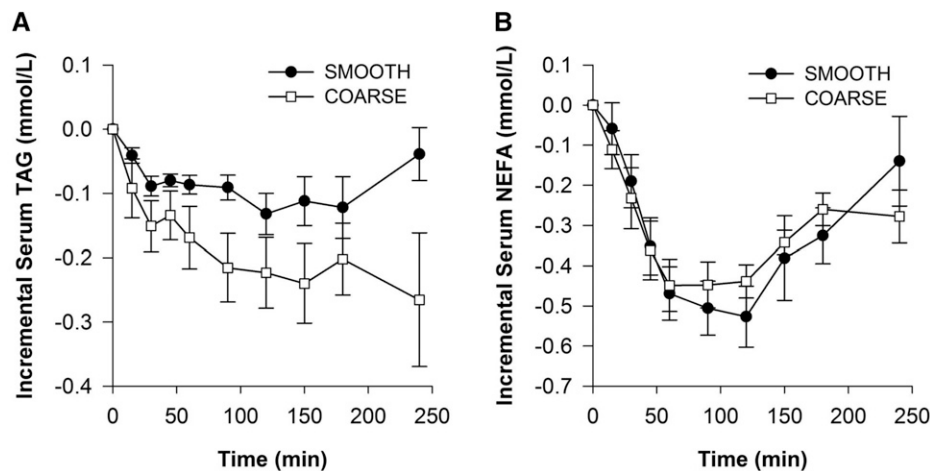 A
Incremental Serum TAG (mmol/L)
0.1
0.0
-0.1
-0.2
-0.3
-0.4
SMOOTH
COARSE
0 50 100 150 200 250
Time (min)
B
Incremental Serum NEFA (mmol/L)
0.1
0.0
-0.1
-0.2
-0.3
-0.4
-0.5
-0.6
-0.7
SMOOTH
COARSE
0 50 100 150 200 250
Time (min)